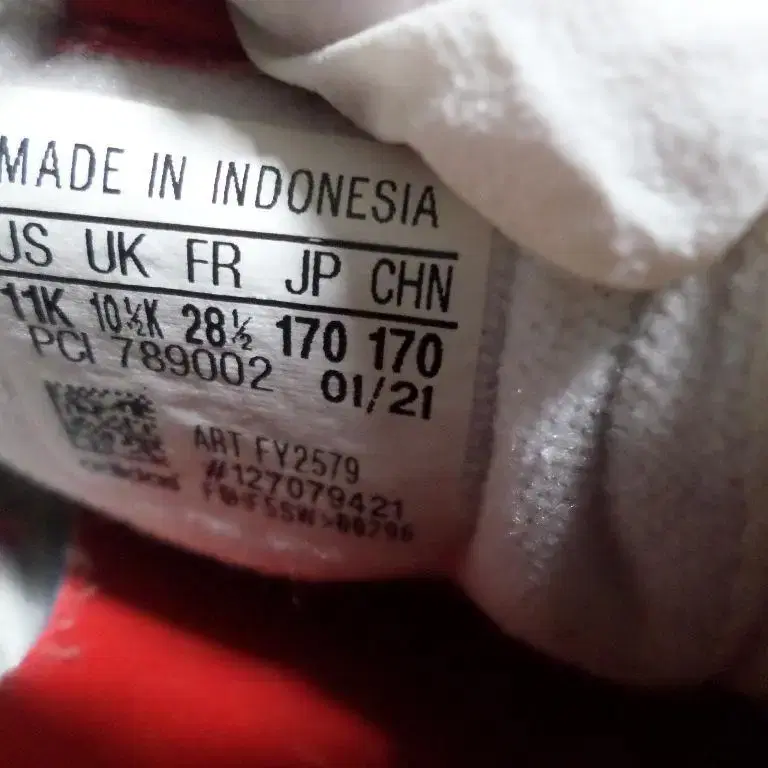 MADE IN INDONESIA
US UK FR JP CHN
11K 10½K 28½ 170 170
PCI 789002 01/21
ART FY2579
#127079421